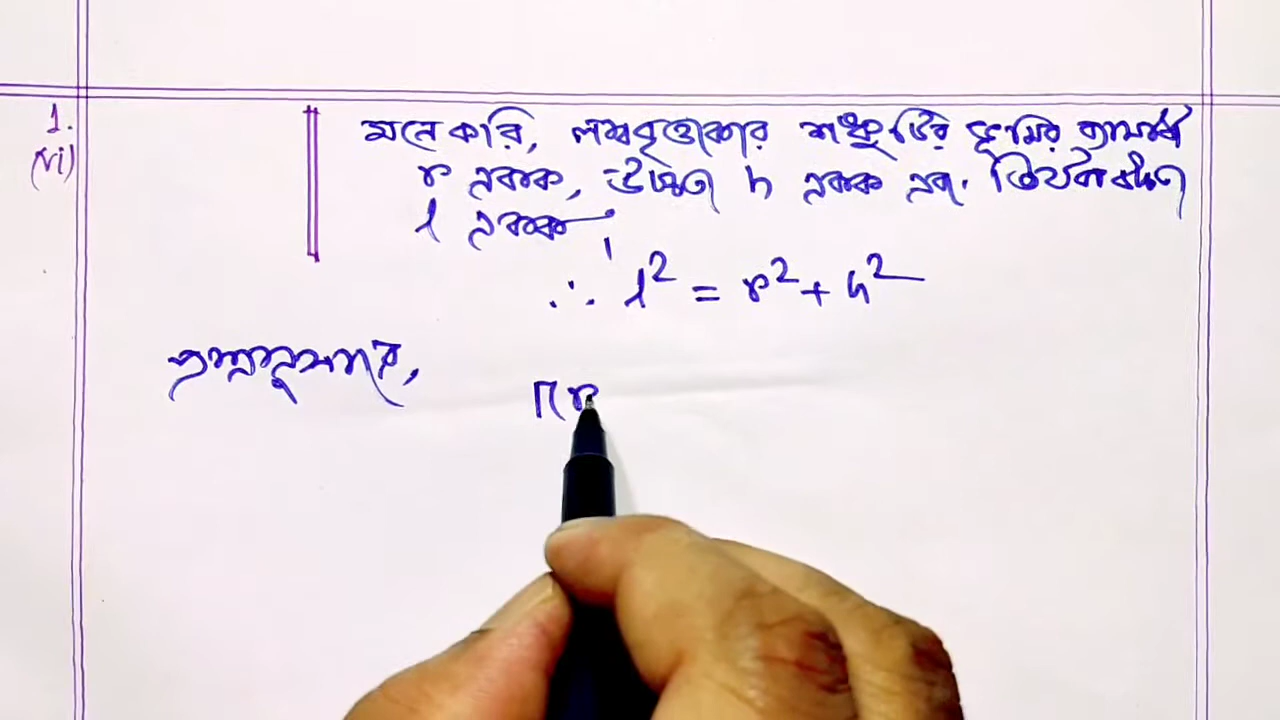 1.
(vi)
মনে করি, লম্ববৃত্তাকার শঙ্কুটির ভূমির ব্যাসার্ধ
r একক, উচ্চতা h একক এবং তির্যক উচ্চতা
l একক
∴ l² = r² + h²
প্রশ্নানুসারে,
πr